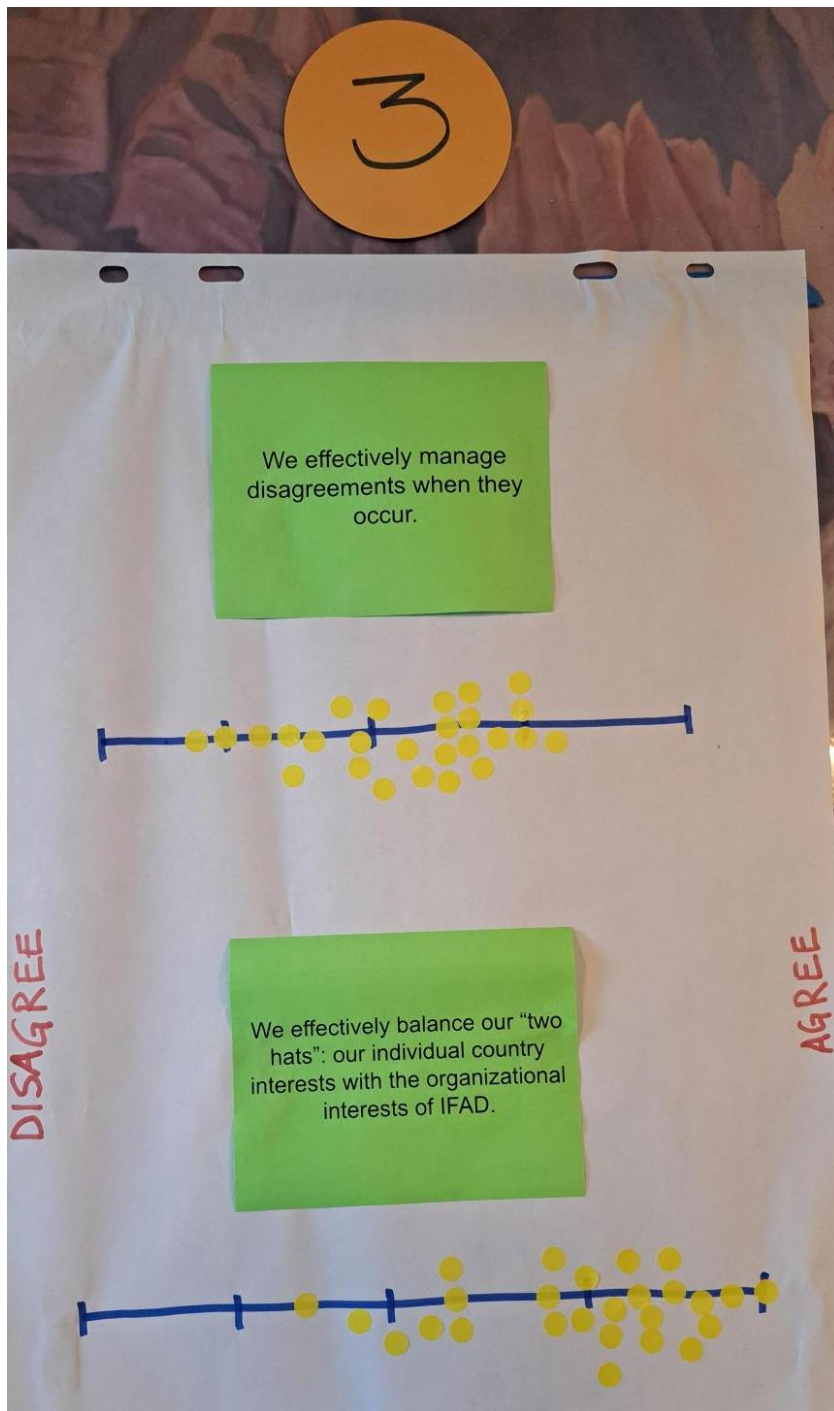 3
We effectively manage
disagreements when they
occur.
DISAGREE
AGREE
We effectively balance our “two
hats”: our individual country
interests with the organizational
interests of IFAD.